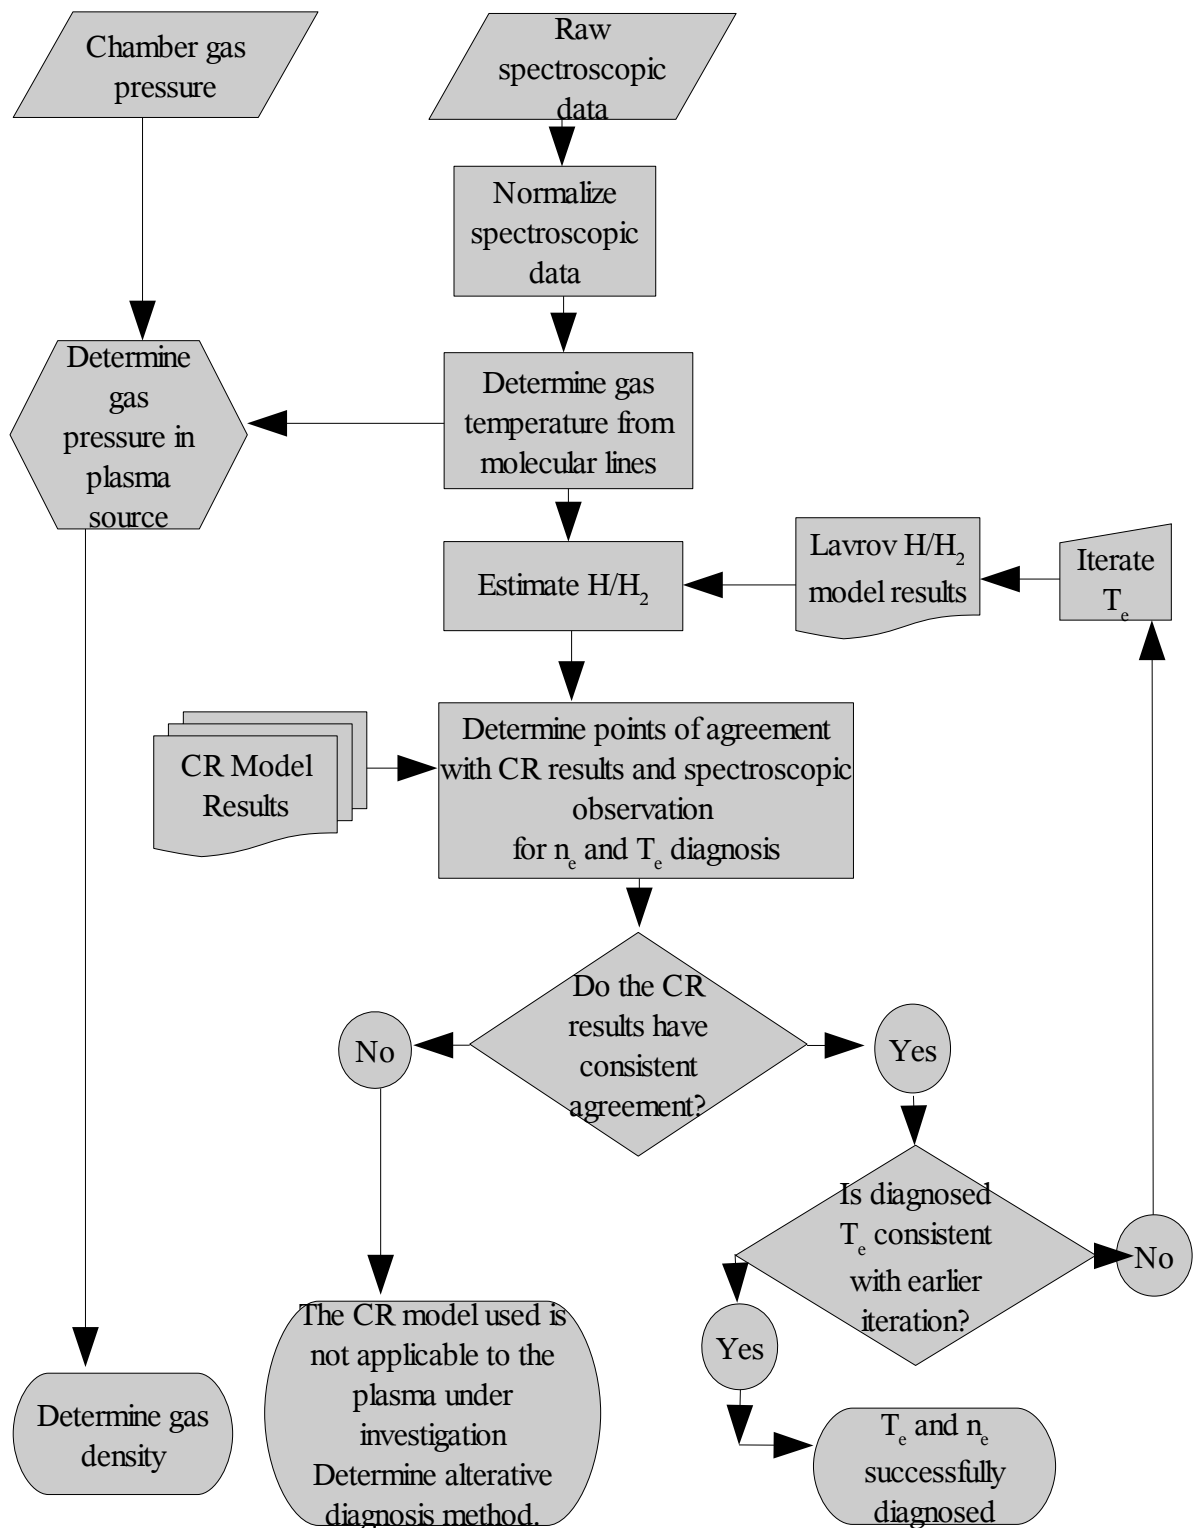 Chamber gas
pressure
Raw
spectroscopic
data
Normalize
spectroscopic
data
Determine
gas
pressure in
plasma
source
Determine gas
temperature from
molecular lines
Estimate H/H₂
Lavrov H/H₂
model results
Iterate
Tₑ
CR Model
Results
Determine points of agreement
with CR results and spectroscopic
observation
for nₑ and Tₑ diagnosis
Do the CR
results have
consistent
agreement?
No
Yes
Is diagnosed
Tₑ consistent
with earlier
iteration?
No
Yes
The CR model used is
not applicable to the
plasma under
investigation
Determine alterative
diagnosis method.
Determine gas
density
Tₑ and nₑ
successfully
diagnosed